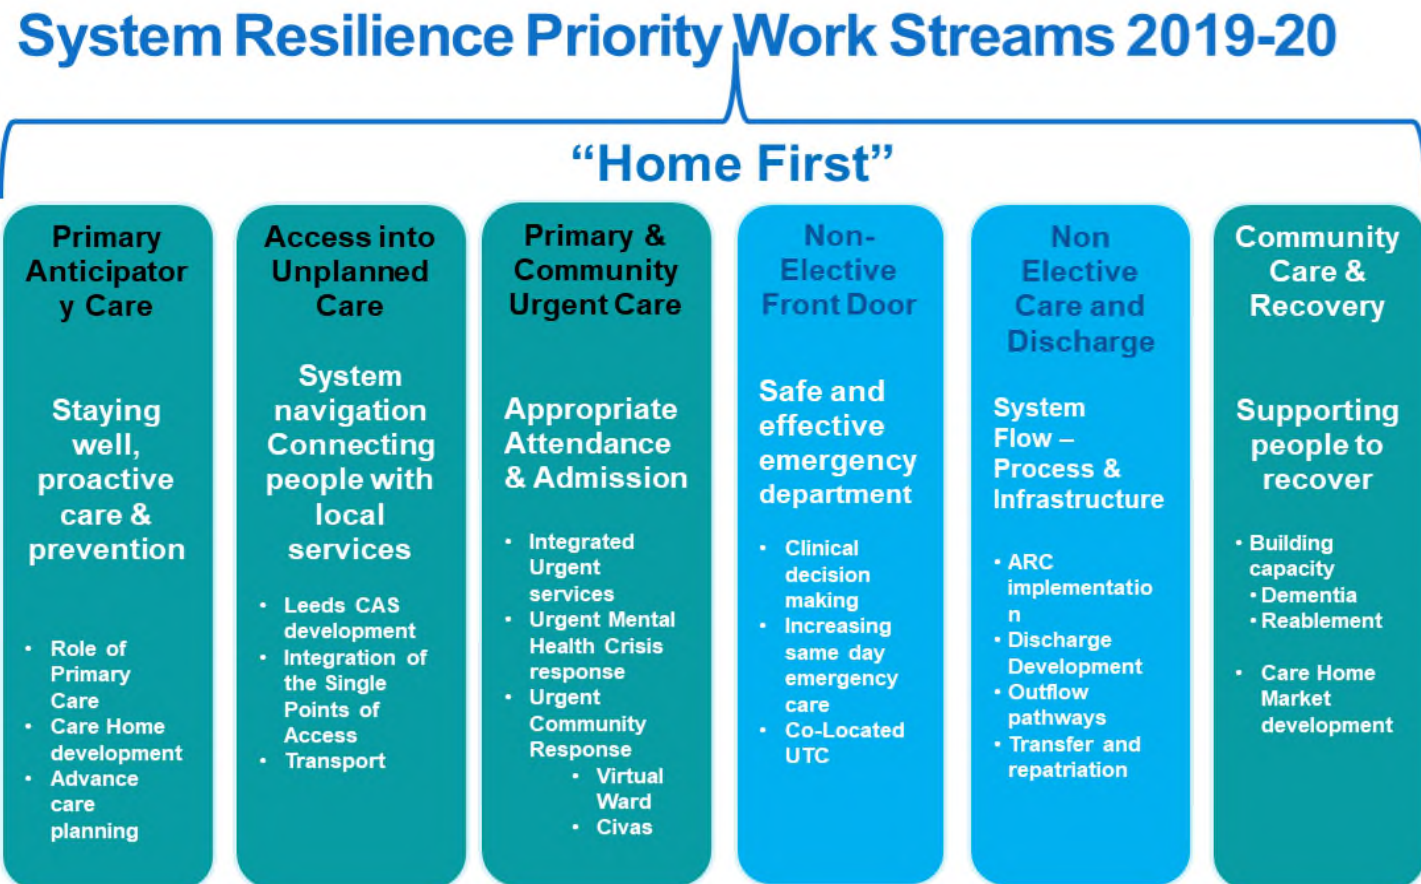 System Resilience Priority Work Streams 2019-20
“Home First”
Primary
Anticipator
y Care
Staying
well,
proactive
care &
prevention
• Role of
Primary
Care
• Care Home
development
• Advance
care
planning
Access into
Unplanned
Care
System
navigation
Connecting
people with
local
services
• Leeds CAS
development
• Integration of
the Single
Points of
Access
• Transport
Primary &
Community
Urgent Care
Appropriate
Attendance
& Admission
• Integrated
Urgent
services
• Urgent Mental
Health Crisis
response
• Urgent
Community
Response
• Virtual
Ward
• Civas
Non-
Elective
Front Door
Safe and
effective
emergency
department
• Clinical
decision
making
• Increasing
same day
emergency
care
• Co-Located
UTC
Non
Elective
Care and
Discharge
System
Flow –
Process &
Infrastructure
• ARC
implementatio
n
• Discharge
Development
• Outflow
pathways
• Transfer and
repatriation
Community
Care &
Recovery
Supporting
people to
recover
• Building
capacity
• Dementia
• Reablement
• Care Home
Market
development